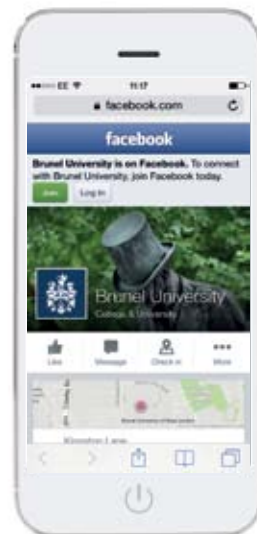 EE 11:17
facebook.com
facebook
Brunel University is on Facebook. To connect
with Brunel University, join Facebook today.
Join Log In
Brunel University
College & University
Like Message Check in More
Kingston Lane